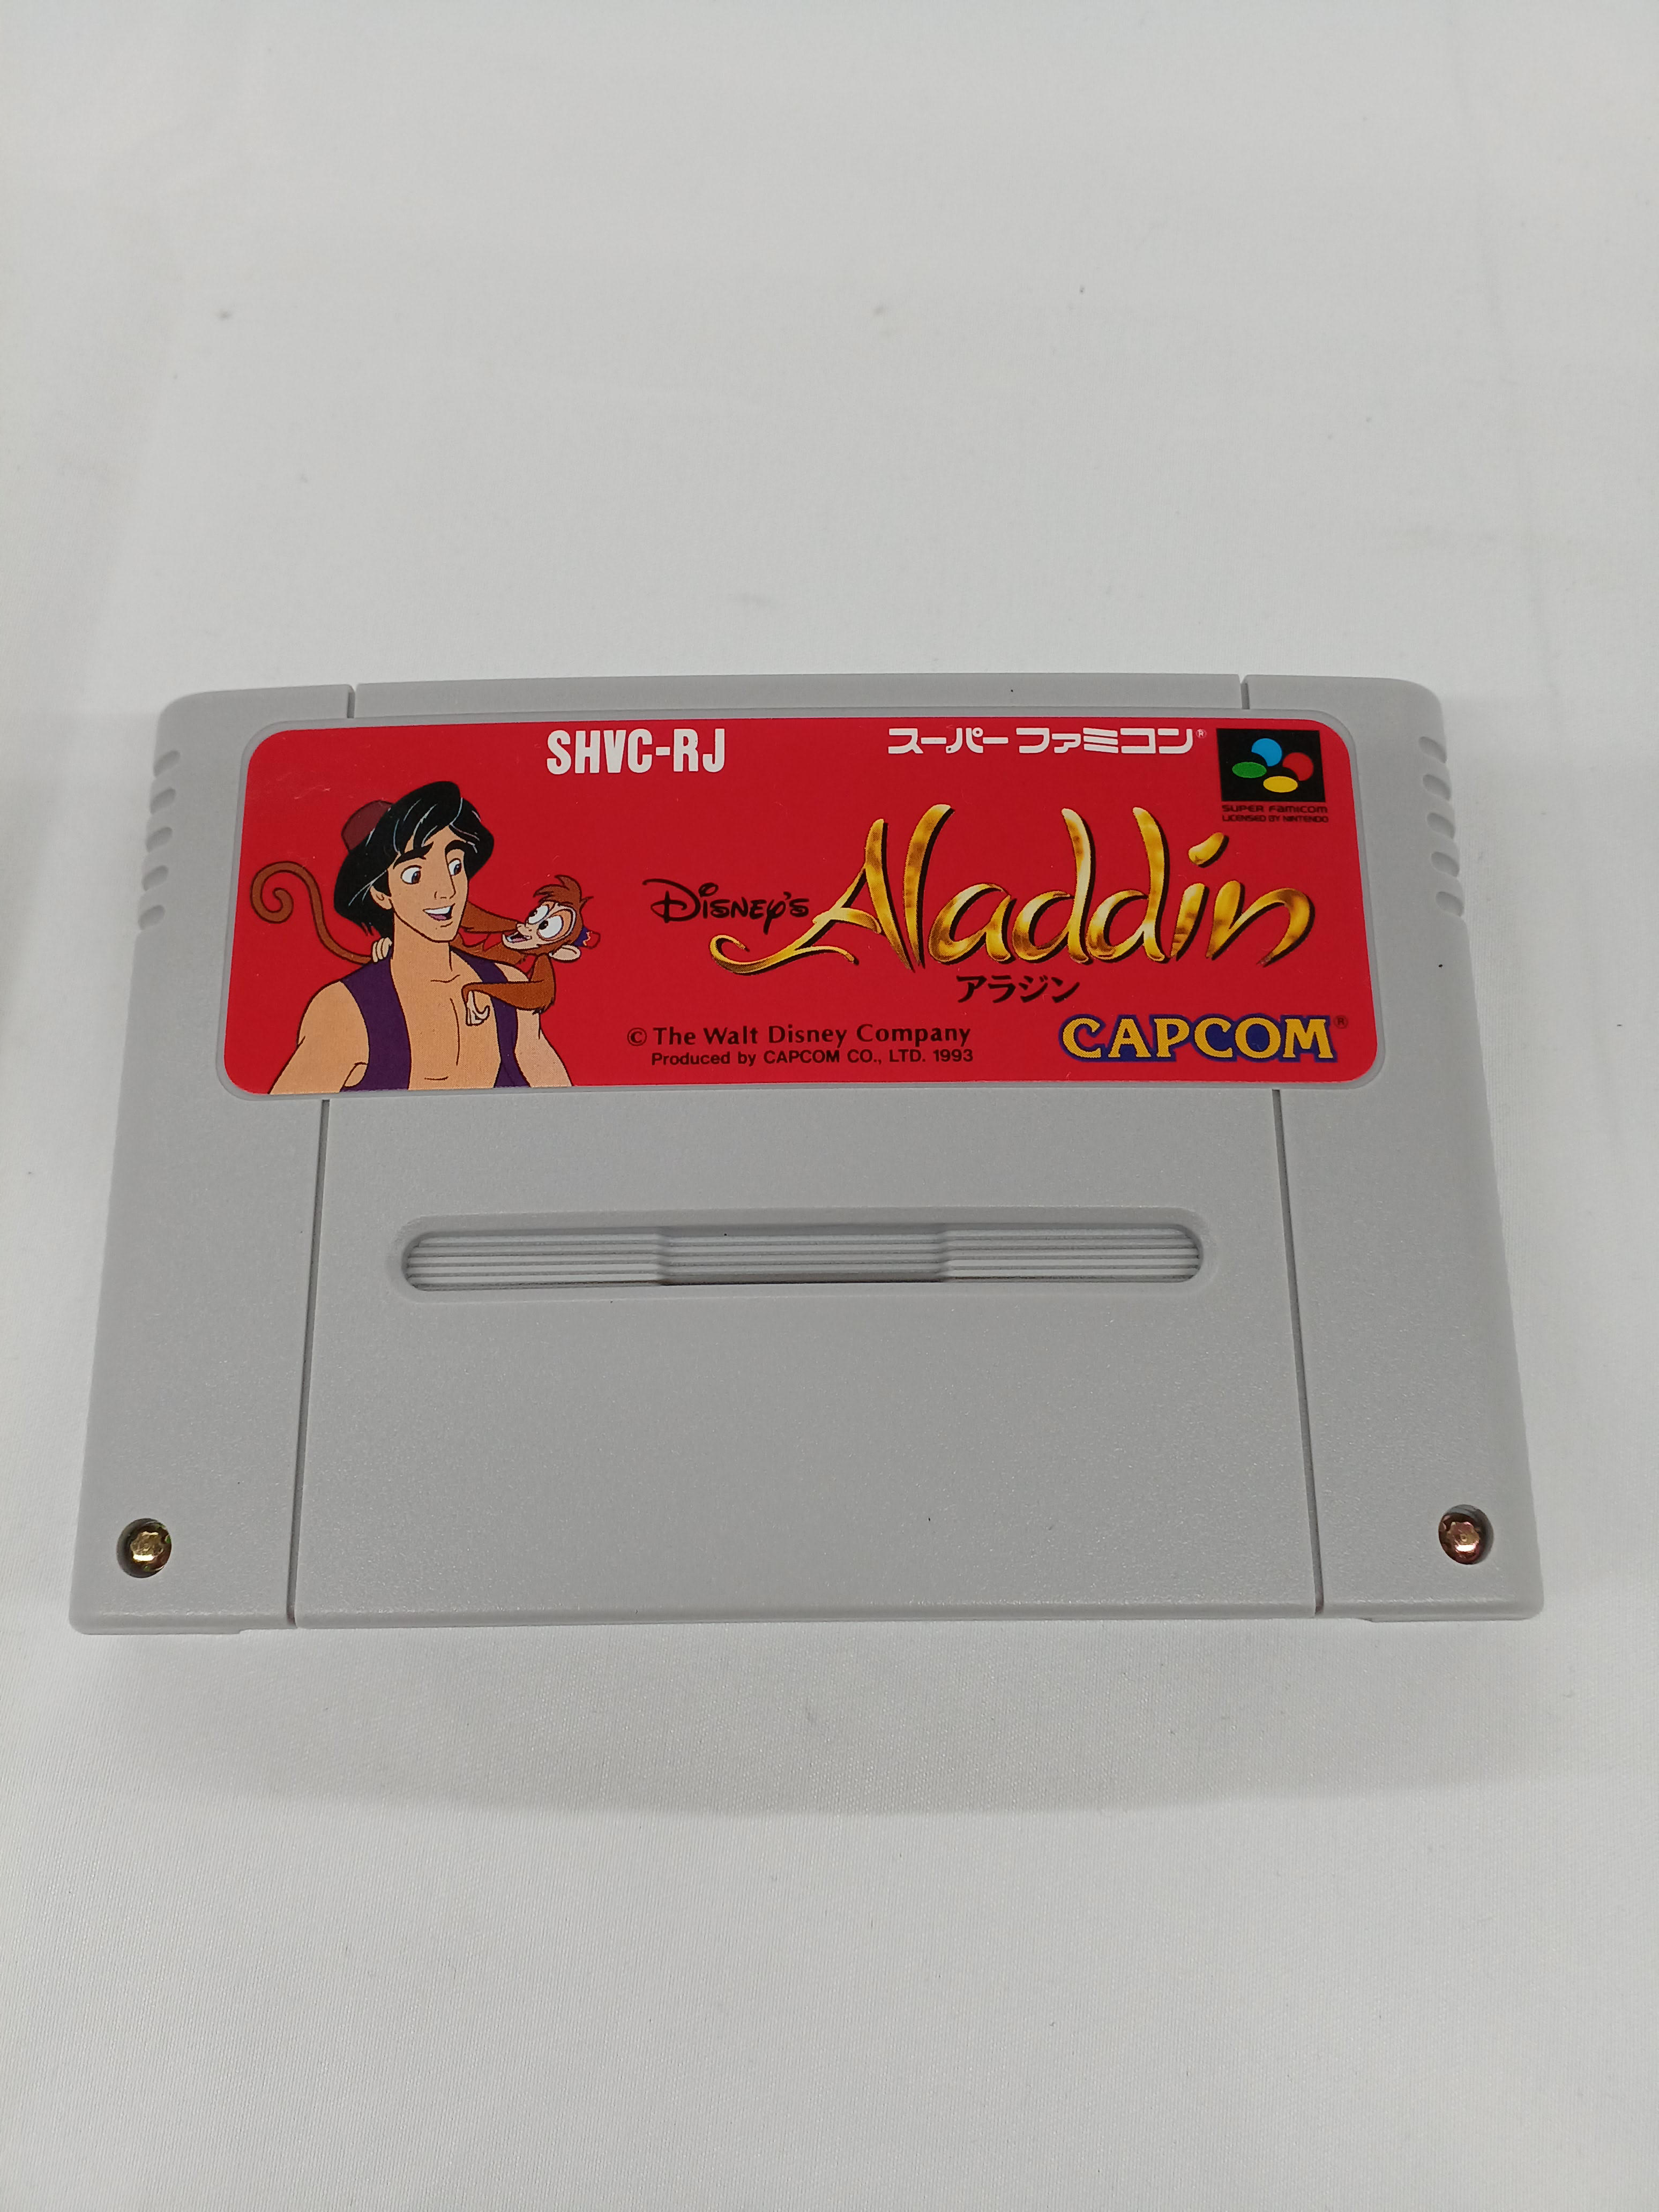 SHVC-RJ
スーパーファミコン®
SUPER FAMICOM
LICENSED BY NINTENDO
DISNEY'S Aladdin
アラジン
© The Walt Disney Company
Produced by CAPCOM CO., LTD. 1993
CAPCOM®